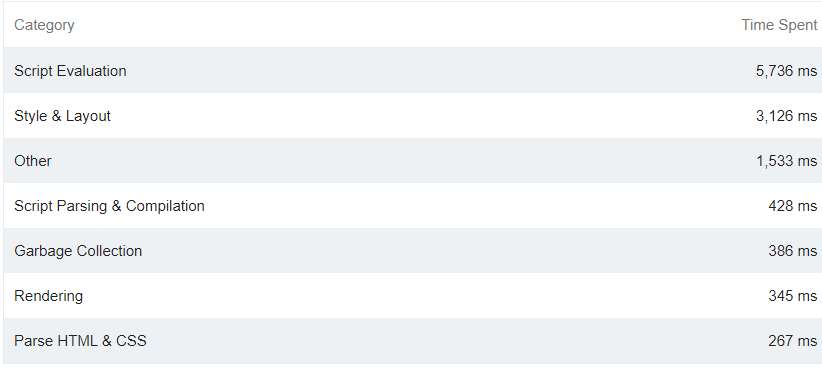 Category Time Spent
Script Evaluation 5,736 ms
Style & Layout 3,126 ms
Other 1,533 ms
Script Parsing & Compilation 428 ms
Garbage Collection 386 ms
Rendering 345 ms
Parse HTML & CSS 267 ms